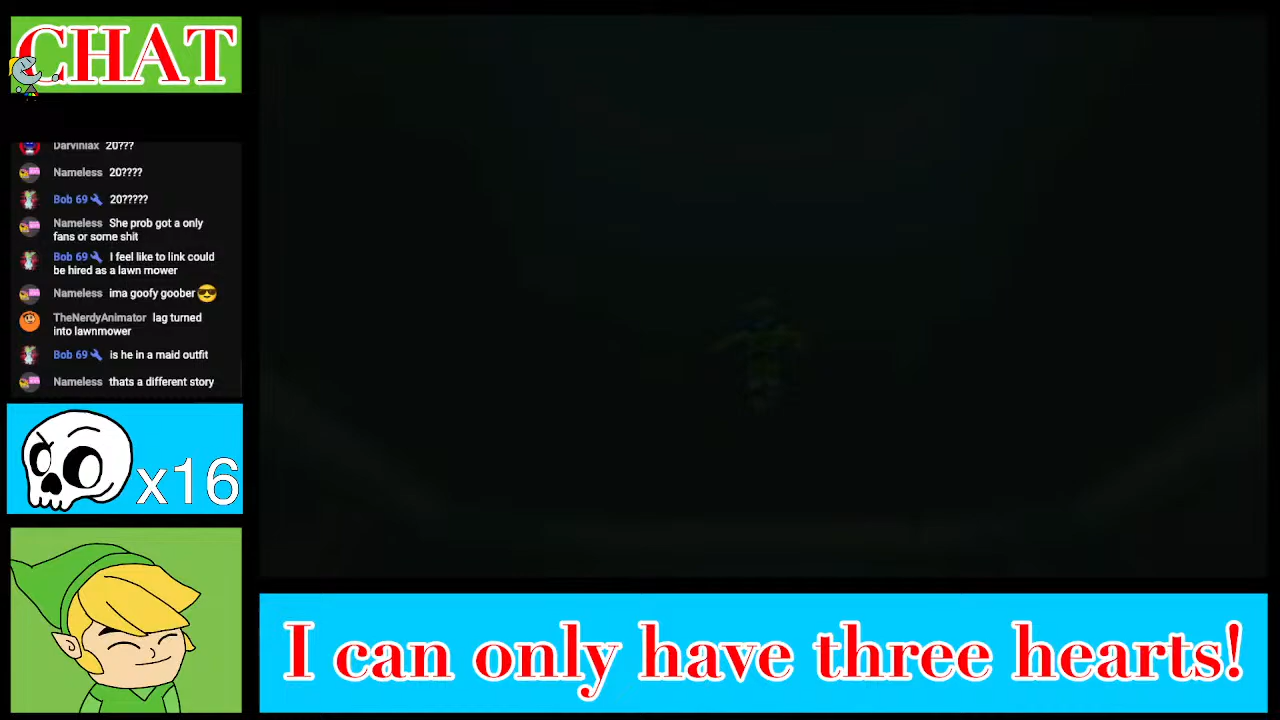 CHAT
Darviniax 20???
Nameless 20????
Bob 69 20?????
Nameless She prob got a only
fans or some shit
Bob 69 I feel like to link could
be hired as a lawn mower
Nameless ima goofy goober
TheNerdyAnimator lag turned
into lawnmower
Bob 69 is he in a maid outfit
Nameless thats a different story
x16
I can only have three hearts!